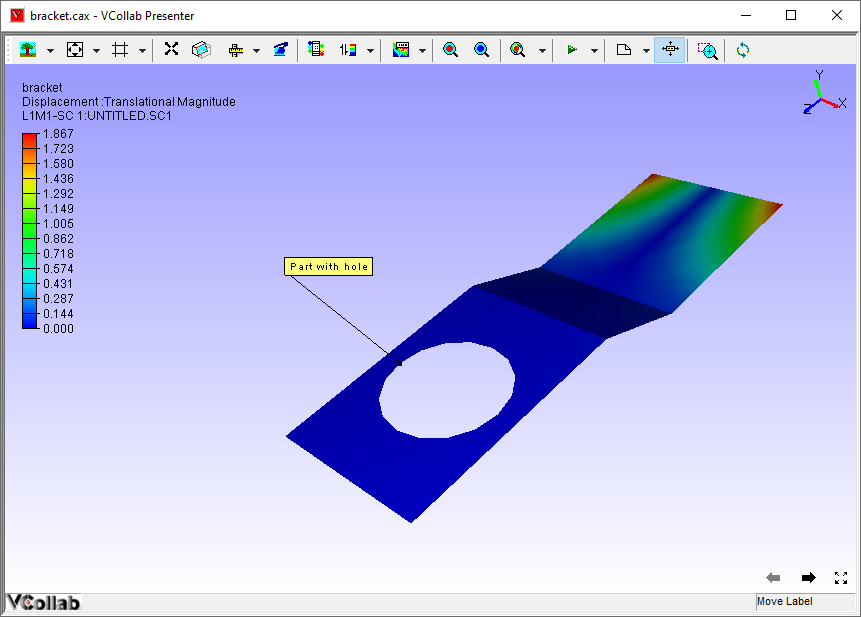 bracket.cax - VCollab Presenter
bracket
Displacement :Translational Magnitude
L1M1-SC 1:UNTITLED.SC1
1.867
1.723
1.580
1.436
1.292
1.149
1.005
0.862
0.718
0.574
0.431
0.287
0.144
0.000
Y
X
Z
Part with hole
VCollab
Move Label